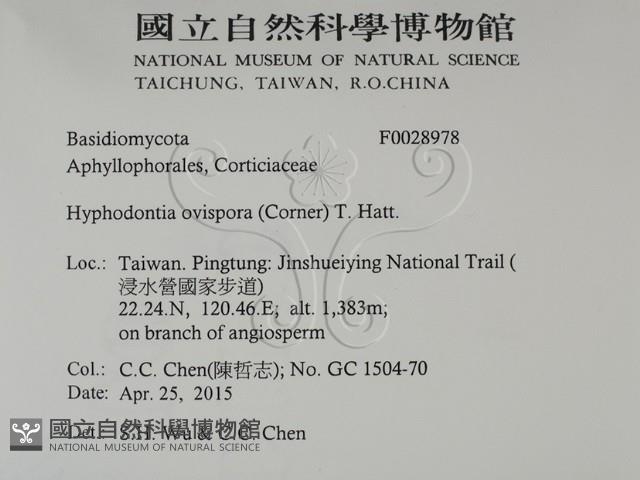 國立自然科學博物館
NATIONAL MUSEUM OF NATURAL SCIENCE
TAICHUNG, TAIWAN, R.O.CHINA
Basidiomycota F0028978
Aphyllophorales, Corticiaceae
Hyphodontia ovispora (Corner) T. Hatt.
Loc.: Taiwan. Pingtung: Jinshueiying National Trail (
浸水營國家步道)
22.24.N, 120.46.E; alt. 1,383m;
on branch of angiosperm
Col.: C.C. Chen(陳哲志); No. GC 1504-70
Date: Apr. 25, 2015
Det.: S.H. Wu & C.C. Chen
國立自然科學博物館
NATIONAL MUSEUM OF NATURAL SCIENCE